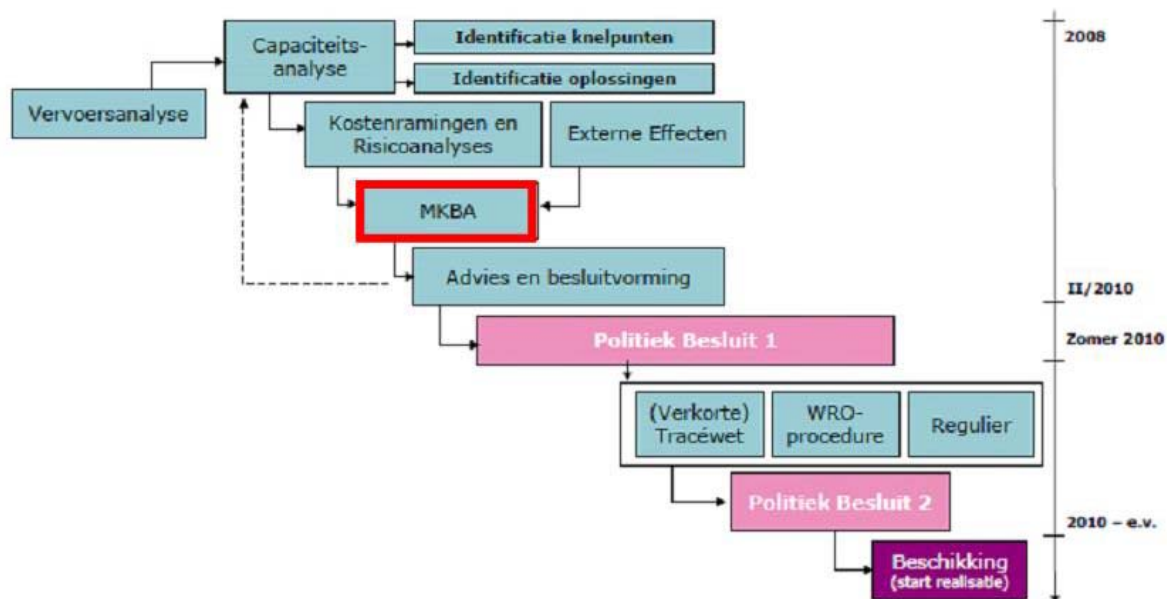 Capaciteits-
analyse
Identificatie knelpunten
Identificatie oplossingen
2008
Vervoersanalyse
Kostenramingen en
Risicoanalyses
Externe Effecten
MKBA
Advies en besluitvorming
II/2010
Politiek Besluit 1
Zomer 2010
(Verkorte)
Tracéwet
WRO-
procedure
Regulier
Politiek Besluit 2
2010 – e.v.
Beschikking
(start realisatie)